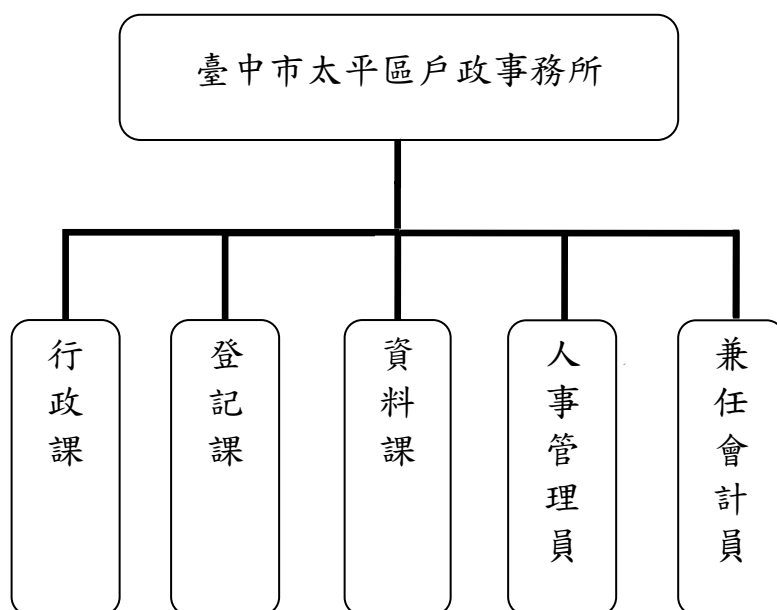 臺中市太平區戶政事務所
行政課
登記課
資料課
人事管理員
兼任會計員